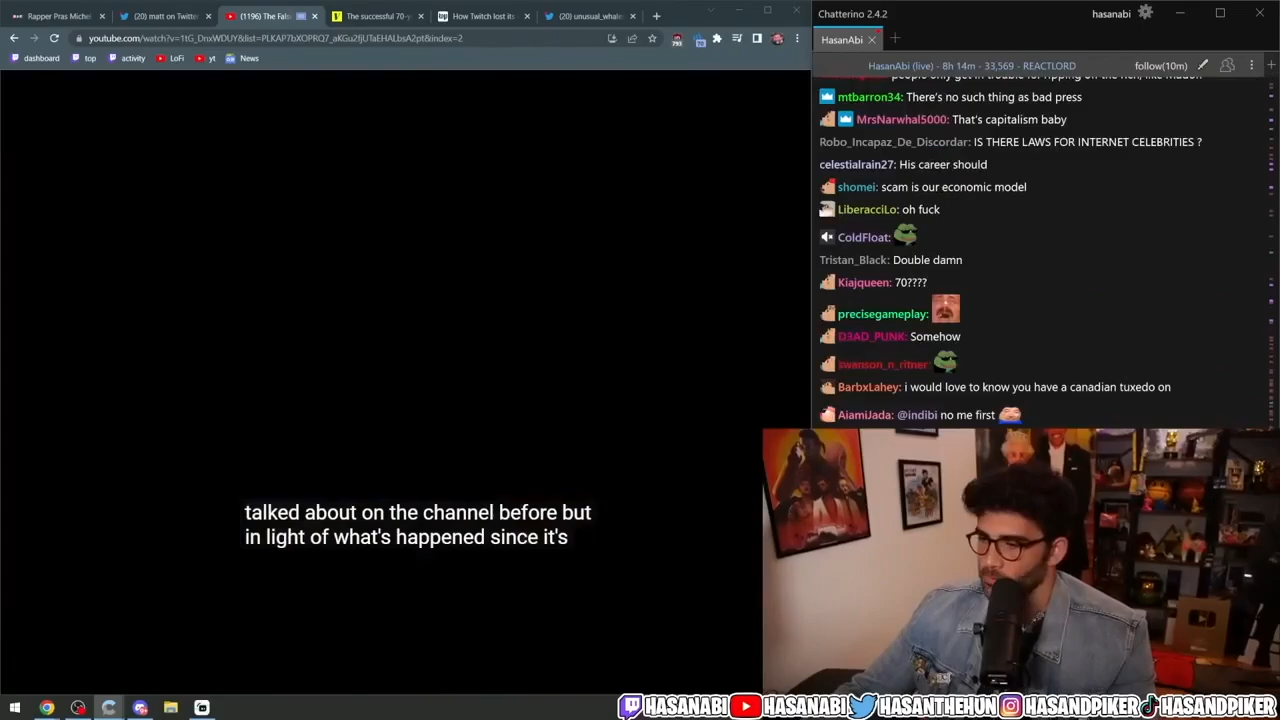 Rapper Pras Michel
(20) matt on Twitter
(1196) The Fals
The successful 70-y
How Twitch lost it
(20) unusual_whale
youtube.com/watch?v=1tG_DnxWDUY&list=PLKAP7bXOPRQ7_aKGu2fjUTaEHALbsA2pt&index=2
dashboard
top
activity
LoFi
yt
News
talked about on the channel before but
in light of what's happened since it's
Chatterino 2.4.2
hasanabi
HasanAbi
HasanAbi (live) - 8h 14m - 33,569 - REACTLORD
follow(10m)
mtbarron34: There's no such thing as bad press
MrsNarwhal5000: That's capitalism baby
Robo_Incapaz_De_Discordar: IS THERE LAWS FOR INTERNET CELEBRITIES ?
celestialrain27: His career should
shomei: scam is our economic model
LiberacciLo: oh fuck
ColdFloat:
Tristan_Black: Double damn
Kiajqueen: 70????
precisegameplay:
D3AD_PUNK: Somehow
swanson_n_ritner:
BarbxLahey: i would love to know you have a canadian tuxedo on
AiamiJada: @indibi no me first
HASANABI
HASANABI
HASANTHEHUN
HASANDPIKER
HASANDPIKER